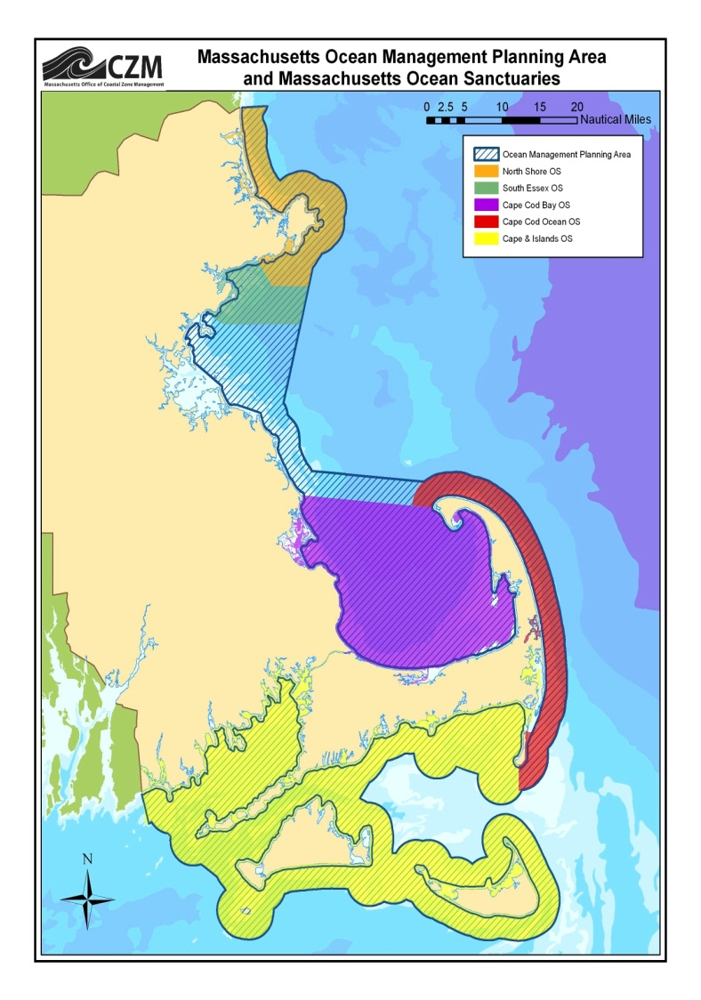 CZM
Massachusetts Office of Coastal Zone Management
Massachusetts Ocean Management Planning Area
and Massachusetts Ocean Sanctuaries
0 2.5 5 10 15 20
Nautical Miles
Ocean Management Planning Area
North Shore OS
South Essex OS
Cape Cod Bay OS
Cape Cod Ocean OS
Cape & Islands OS
N